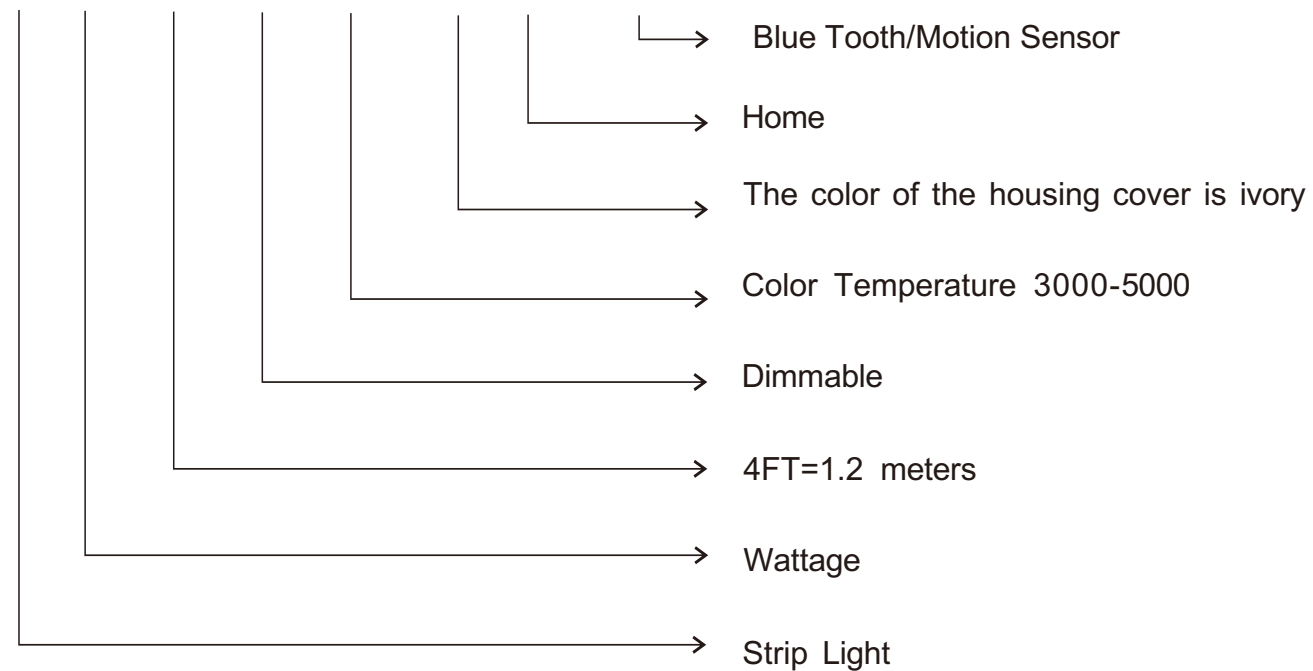 Blue Tooth/Motion Sensor
Home
The color of the housing cover is ivory
Color Temperature 3000-5000
Dimmable
4FT=1.2 meters
Wattage
Strip Light